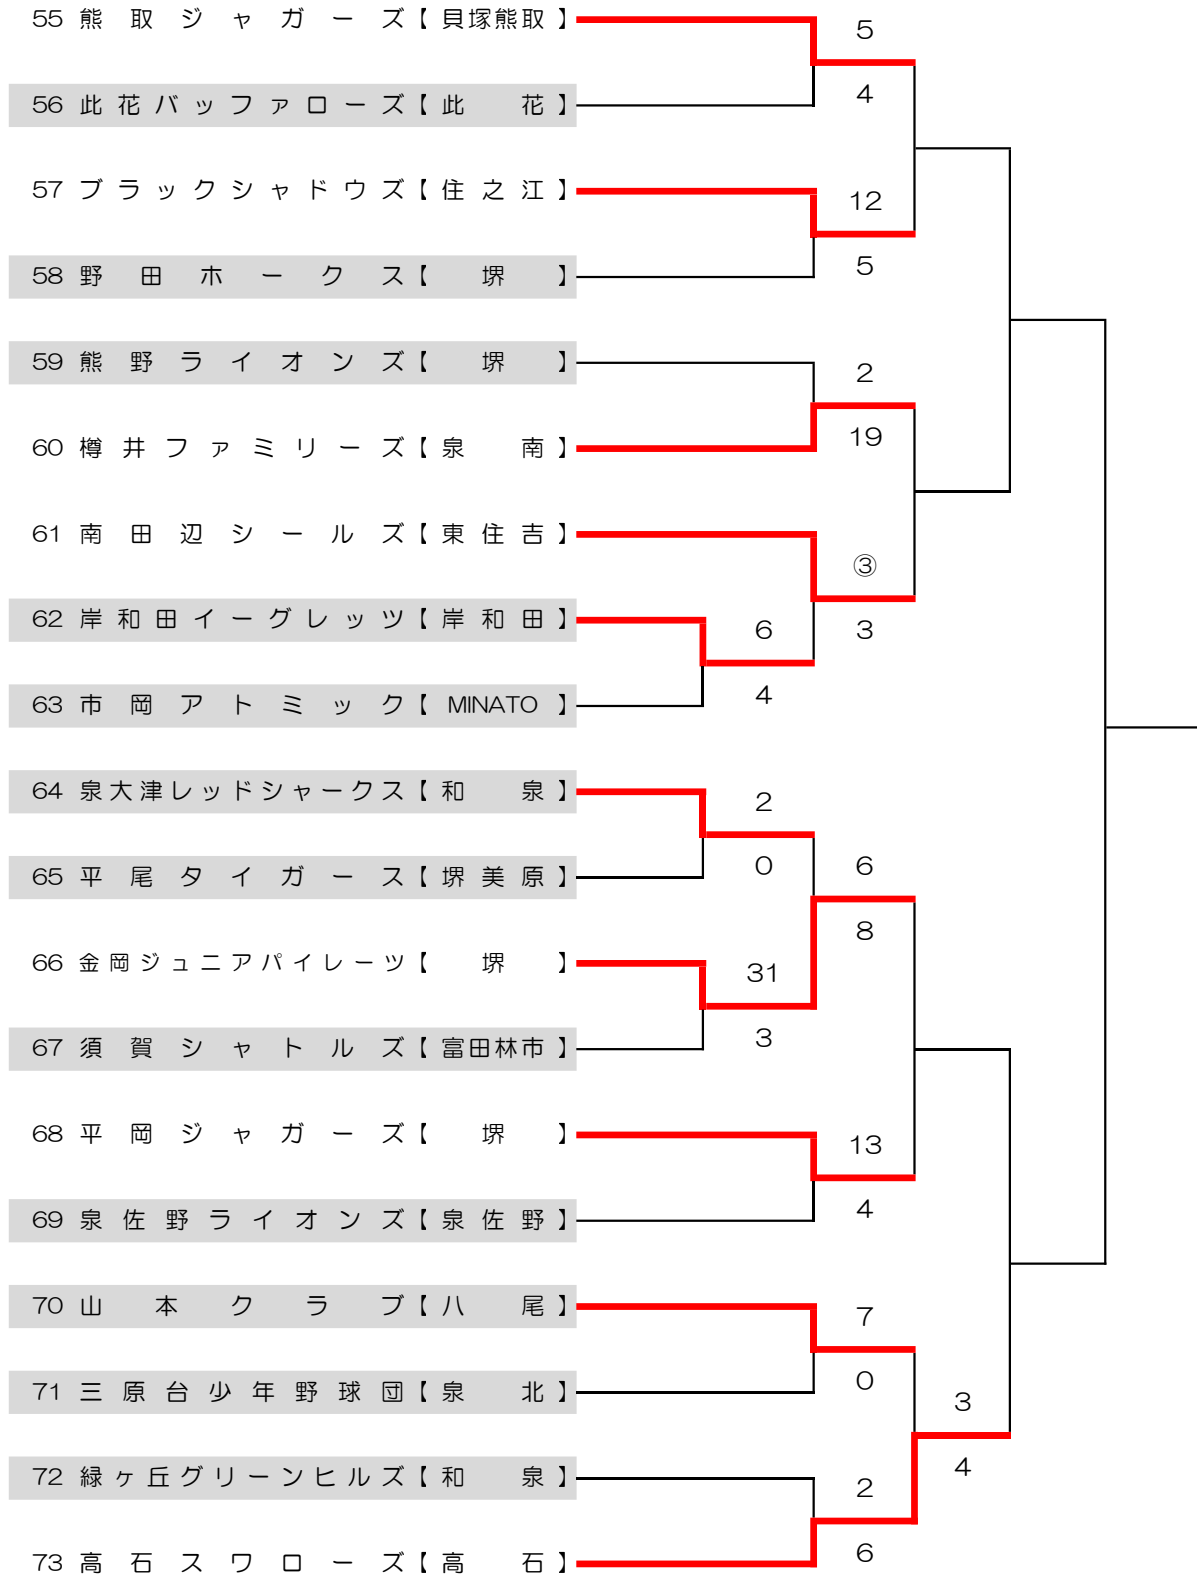 55 熊取ジャガーズ【貝塚熊取】
5
4
56 此花バッファローズ【此花】
57 ブラックシャドウズ【住之江】
12
5
58 野田ホークス【堺】
59 熊野ライオンズ【堺】
2
19
60 樽井ファミリーズ【泉南】
61 南田辺シールズ【東住吉】
③
3
62 岸和田イーグレッツ【岸和田】
6
4
63 市岡アトミック【MINATO】
64 泉大津レッドシャークス【和泉】
2
0
65 平尾タイガース【堺美原】
6
8
66 金岡ジュニアパイレーツ【堺】
31
3
67 須賀シャトルズ【富田林市】
68 平岡ジャガーズ【堺】
13
4
69 泉佐野ライオンズ【泉佐野】
70 山本クラブ【八尾】
7
0
71 三原台少年野球団【泉北】
3
4
72 緑ヶ丘グリーンヒルズ【和泉】
2
6
73 高石スワローズ【高石】